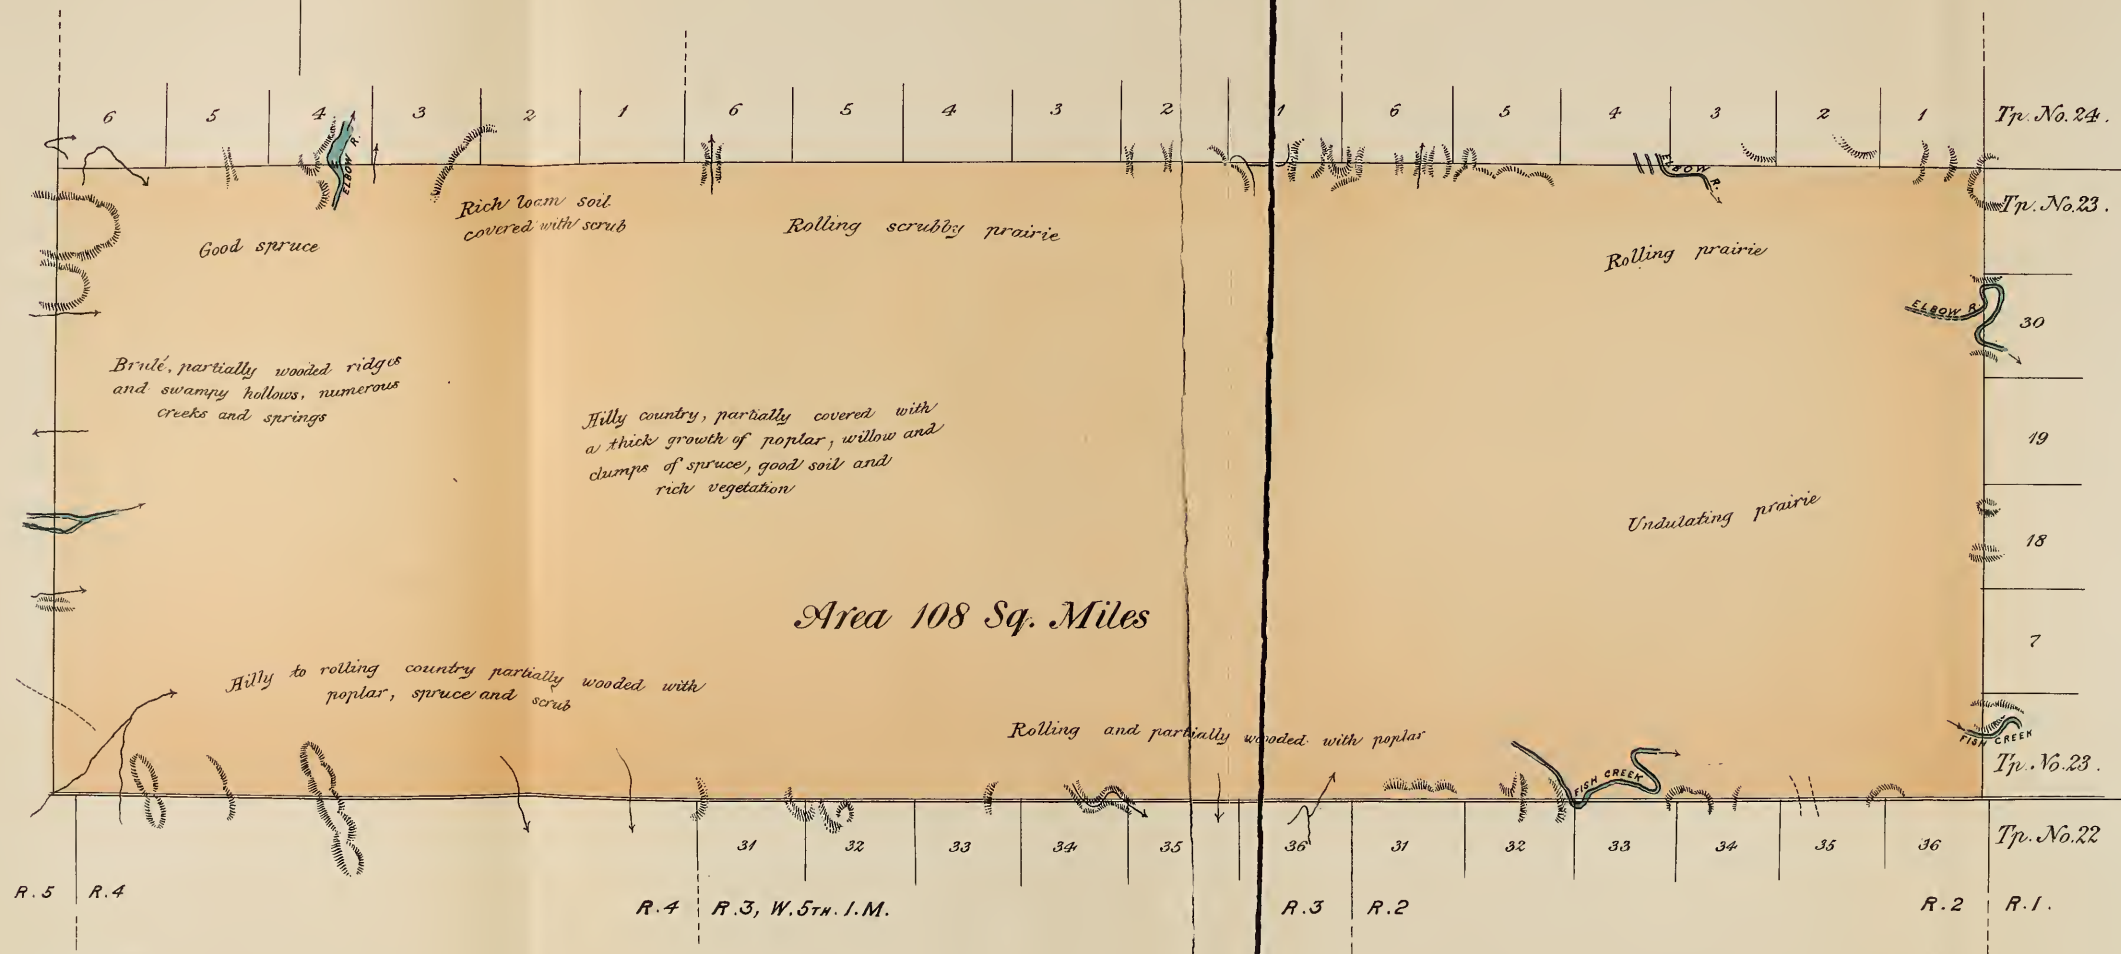 6 5 4 3 2 1 6 5 4 3 2 1 6 5 4 3 2 1 Tp. No. 24.
ELBOW R.
ELBOW R.
Tp. No. 23.
Rich loam soil
covered with scrub
Rolling scrubby prairie
Good spruce
Rolling prairie
ELBOW R.
30
Brulé, partially wooded ridges
and swampy hollows, numerous
creeks and springs
Hilly country, partially covered with
a thick growth of poplar, willow and
clumps of spruce, good soil and
rich vegetation
19
Undulating prairie
18
Area 108 Sq. Miles
7
Hilly to rolling country partially wooded with
poplar, spruce and scrub
Rolling and partially wooded with poplar
FISH CREEK
FISH CREEK
Tp. No. 23.
31 32 33 34 35 36 31 32 33 34 35 36 Tp. No. 22
R. 5 R. 4
R. 4 R. 3, W. 5TH. I. M. R. 3 R. 2 R. 2 R. 1.